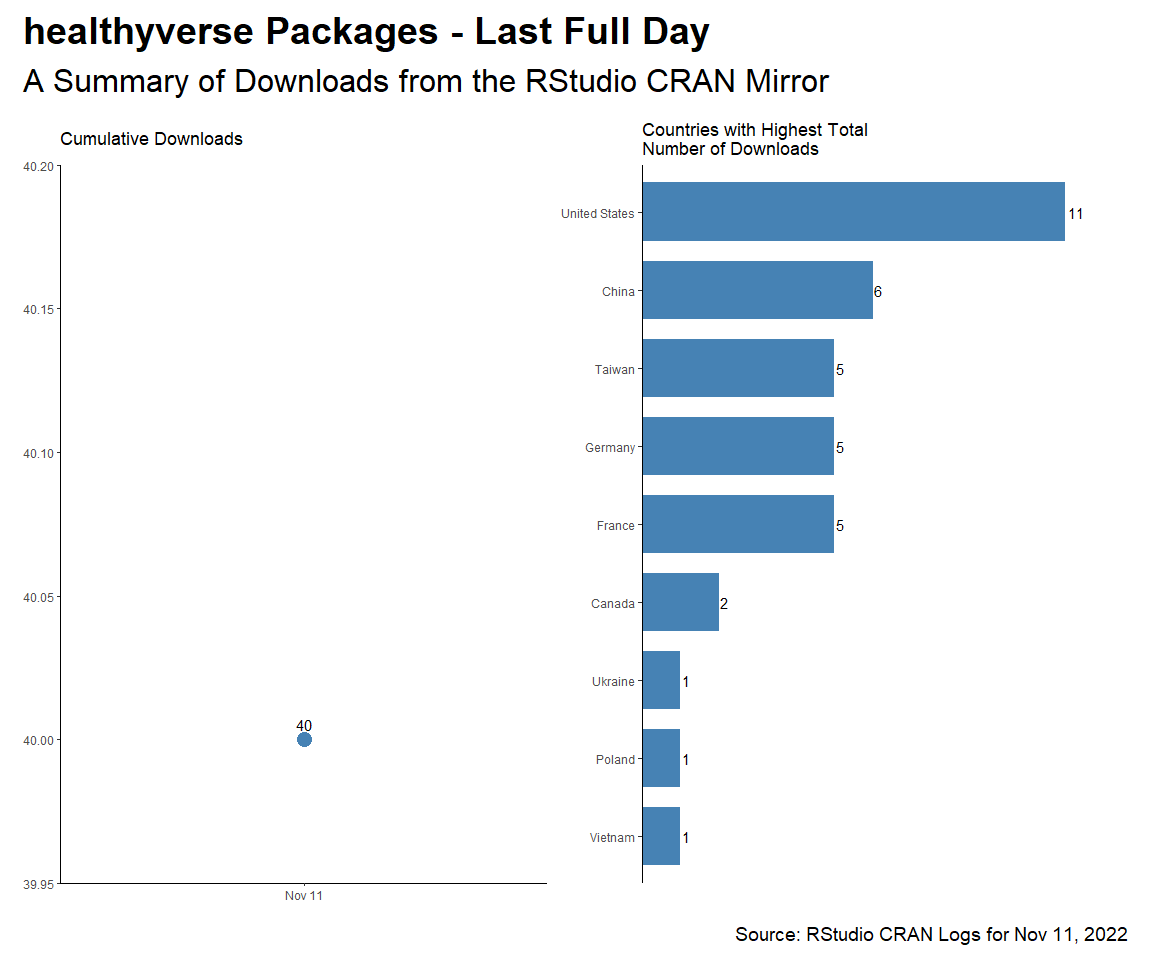 healthyverse Packages - Last Full Day
A Summary of Downloads from the RStudio CRAN Mirror
Cumulative Downloads
40.20
40.15
40.10
40.05
40.00
39.95
40
Nov 11
Countries with Highest Total
Number of Downloads
United States 11
China 6
Taiwan 5
Germany 5
France 5
Canada 2
Ukraine 1
Poland 1
Vietnam 1
Source: RStudio CRAN Logs for Nov 11, 2022